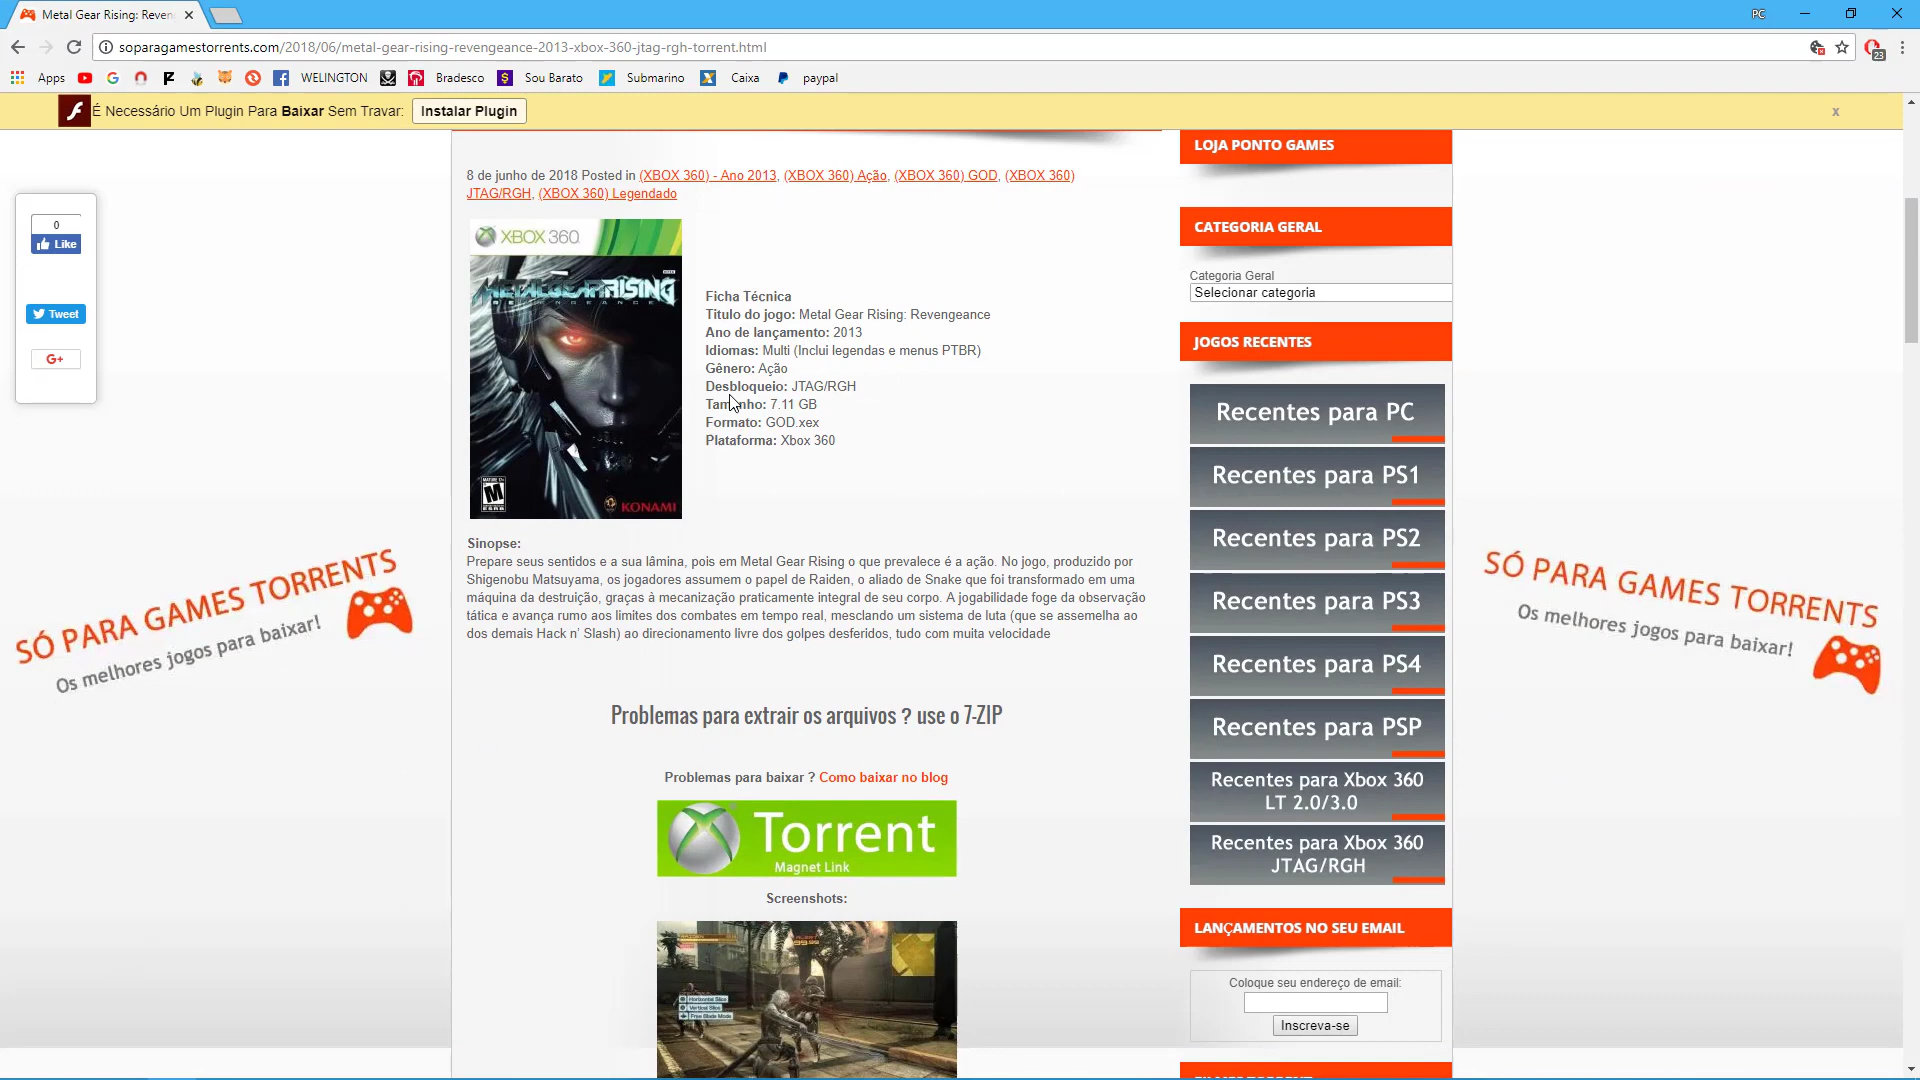 Metal Gear Rising: Reven
PC
soparagamestorrents.com/2018/06/metal-gear-rising-revengeance-2013-xbox-360-jtag-rgh-torrent.html
23
Apps
WELINGTON
Bradesco
Sou Barato
Submarino
Caixa
paypal
É Necessário Um Plugin Para Baixar Sem Travar:
Instalar Plugin
x
8 de junho de 2018 Posted in (XBOX 360) - Ano 2013, (XBOX 360) Ação, (XBOX 360) GOD, (XBOX 360)
JTAG/RGH, (XBOX 360) Legendado
0
Like
Tweet
G+
XBOX 360
METAL GEAR RISING
REVENGEANCE
M
ESRB
KONAMI
Ficha Técnica
Titulo do jogo: Metal Gear Rising: Revengeance
Ano de lançamento: 2013
Idiomas: Multi (Inclui legendas e menus PTBR)
Gênero: Ação
Desbloqueio: JTAG/RGH
Tamanho: 7.11 GB
Formato: GOD.xex
Plataforma: Xbox 360
Sinopse:
Prepare seus sentidos e a sua lâmina, pois em Metal Gear Rising o que prevalece é a ação. No jogo, produzido por
Shigenobu Matsuyama, os jogadores assumem o papel de Raiden, o aliado de Snake que foi transformado em uma
máquina da destruição, graças à mecanização praticamente integral de seu corpo. A jogabilidade foge da observação
tática e avança rumo aos limites dos combates em tempo real, mesclando um sistema de luta (que se assemelha ao
dos demais Hack n' Slash) ao direcionamento livre dos golpes desferidos, tudo com muita velocidade
Problemas para extrair os arquivos ? use o 7-ZIP
Problemas para baixar ? Como baixar no blog
Torrent
Magnet Link
Screenshots:
Horizontal Slice
Vertical Slice
Free Blade Mode
LOJA PONTO GAMES
CATEGORIA GERAL
Categoria Geral
Selecionar categoria
JOGOS RECENTES
Recentes para PC
Recentes para PS1
Recentes para PS2
Recentes para PS3
Recentes para PS4
Recentes para PSP
Recentes para Xbox 360
LT 2.0/3.0
Recentes para Xbox 360
JTAG/RGH
LANÇAMENTOS NO SEU EMAIL
Coloque seu endereço de email:
Inscreva-se
SÓ PARA GAMES TORRENTS
Os melhores jogos para baixar!
SÓ PARA GAMES TORRENTS
Os melhores jogos para baixar!